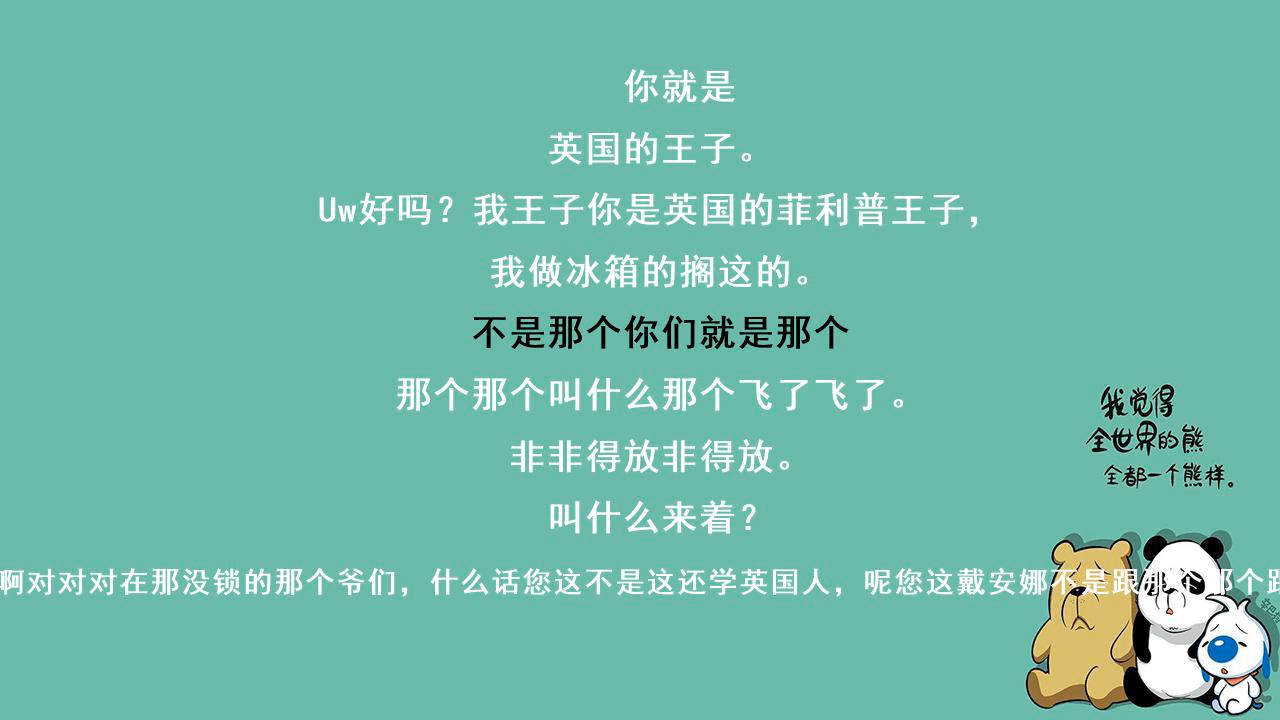 你就是
英国的王子。
Uw好吗？我王子你是英国的菲利普王子，
我做冰箱的搁这的。
不是那个你们就是那个
那个那个叫什么那个飞了飞了。
非非得放非得放。
叫什么来着？
啊对对对在那没锁的那个爷们，什么话您这不是这还学英国人，呢您这戴安娜不是跟那个那个跟
我觉得
全世界的熊
全都一个熊样。